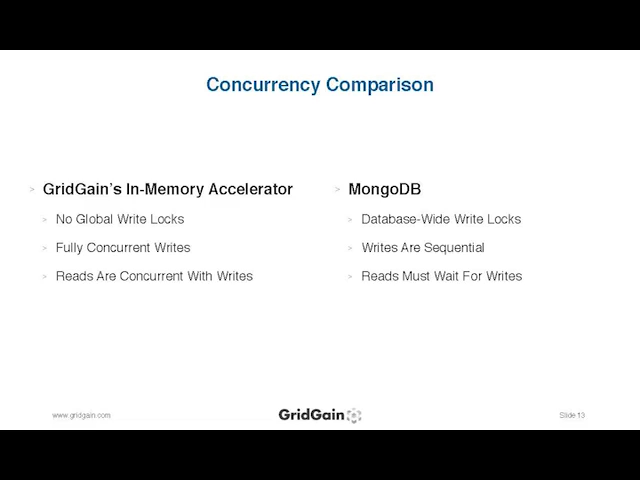 Concurrency Comparison
> GridGain's In-Memory Accelerator
> No Global Write Locks
> Fully Concurrent Writes
> Reads Are Concurrent With Writes
> MongoDB
> Database-Wide Write Locks
> Writes Are Sequential
> Reads Must Wait For Writes
www.gridgain.com
GridGain
Slide 13